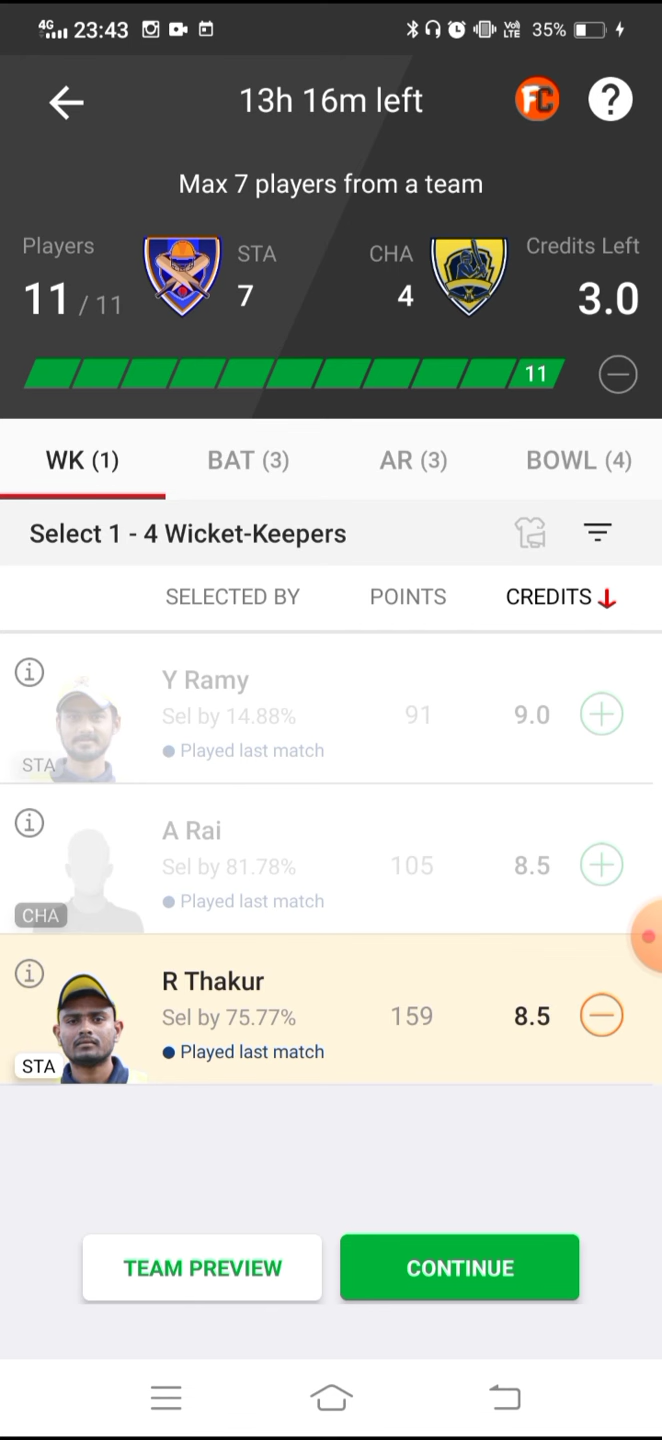 4G 23:43 Vo) LTE 35%
13h 16m left FC ?
Max 7 players from a team
Players STA CHA Credits Left
11 / 11 7 4 3.0
11
WK (1) BAT (3) AR (3) BOWL (4)
Select 1 - 4 Wicket-Keepers
SELECTED BY POINTS CREDITS
i Y Ramy
Sel by 14.88% 91 9.0
Played last match
STA
i A Rai
Sel by 81.78% 105 8.5
Played last match
CHA
i R Thakur
Sel by 75.77% 159 8.5
Played last match
STA
TEAM PREVIEW CONTINUE